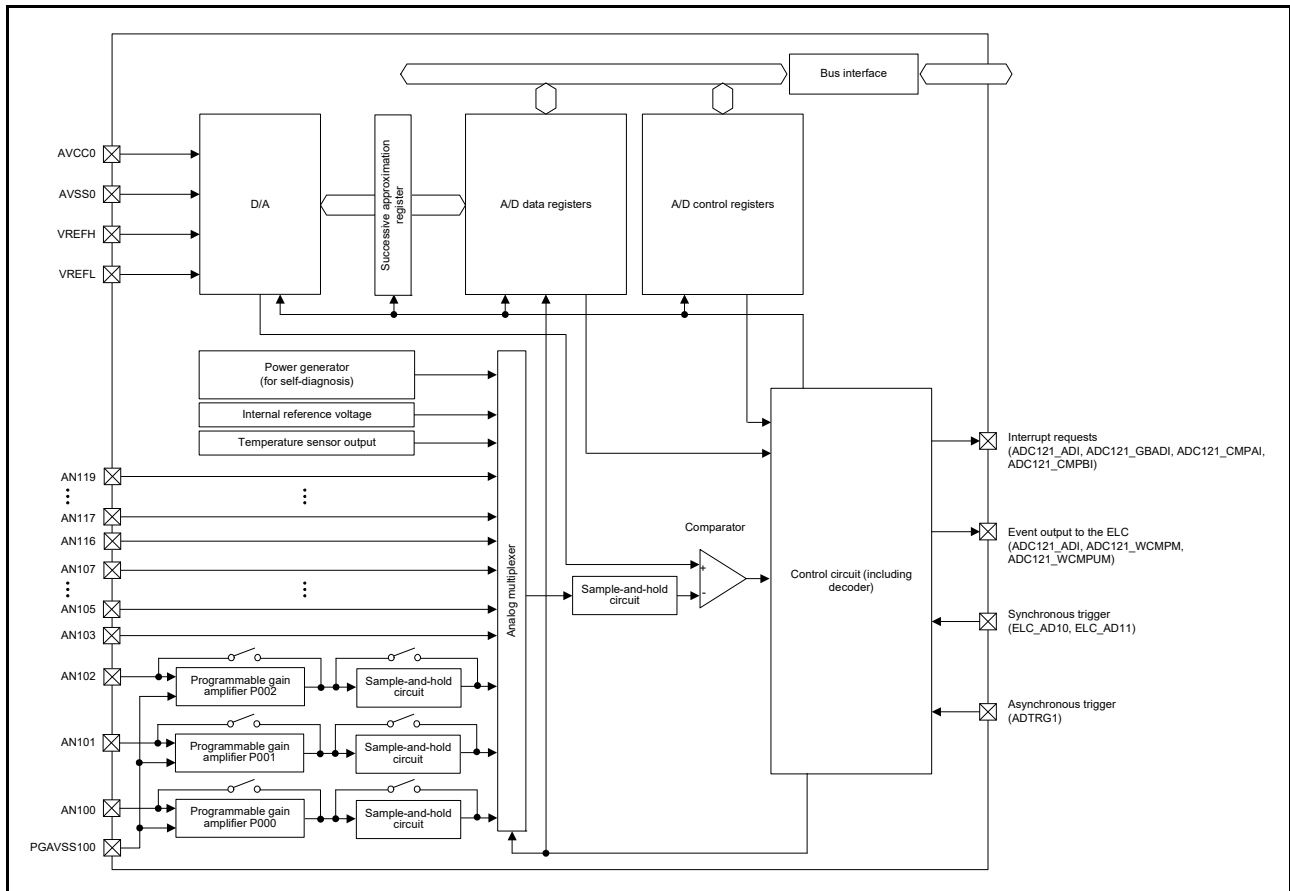 Bus interface
AVCC0
AVSS0
VREFH
VREFL
D/A
Successive approximation
register
A/D data registers
A/D control registers
Power generator
(for self-diagnosis)
Internal reference voltage
Temperature sensor output
AN119
AN117
AN116
AN107
AN105
AN103
AN102
AN101
AN100
PGAVSS100
Programmable gain
amplifier P002
Sample-and-hold
circuit
Programmable gain
amplifier P001
Sample-and-hold
circuit
Programmable gain
amplifier P000
Sample-and-hold
circuit
Analog multiplexer
Sample-and-hold
circuit
Comparator
+
-
Control circuit (including
decoder)
Interrupt requests
(ADC121_ADI, ADC121_GBADI, ADC121_CMPAI,
ADC121_CMPBI)
Event output to the ELC
(ADC121_ADI, ADC121_WCMPM,
ADC121_WCMPUM)
Synchronous trigger
(ELC_AD10, ELC_AD11)
Asynchronous trigger
(ADTRG1)